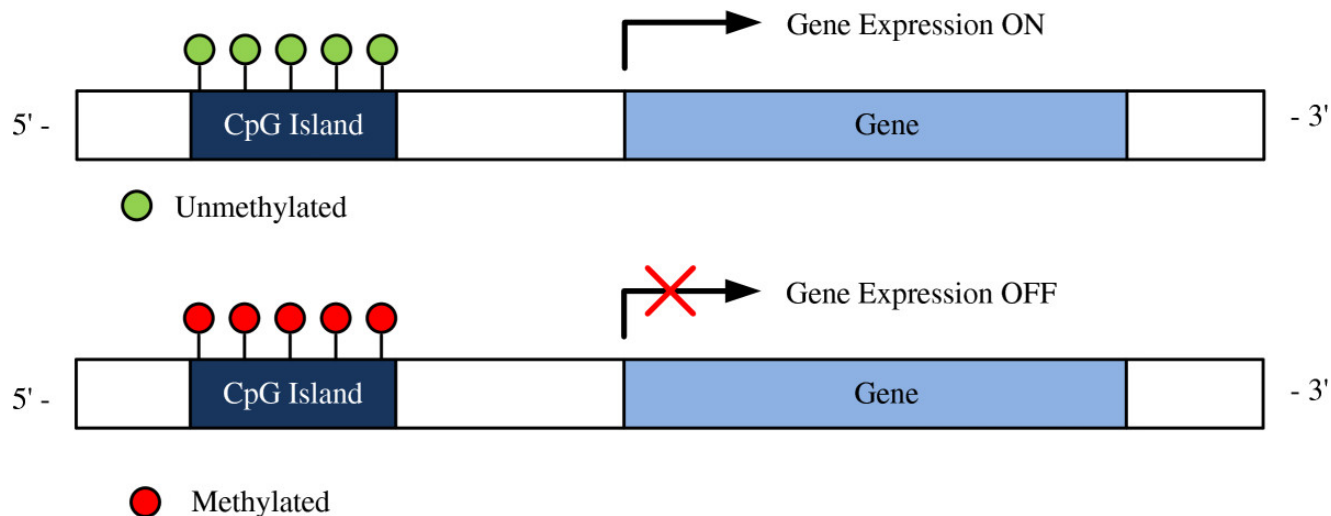 Gene Expression ON
5' -
CpG Island
Gene
- 3'
Unmethylated
Gene Expression OFF
5' -
CpG Island
Gene
- 3'
Methylated